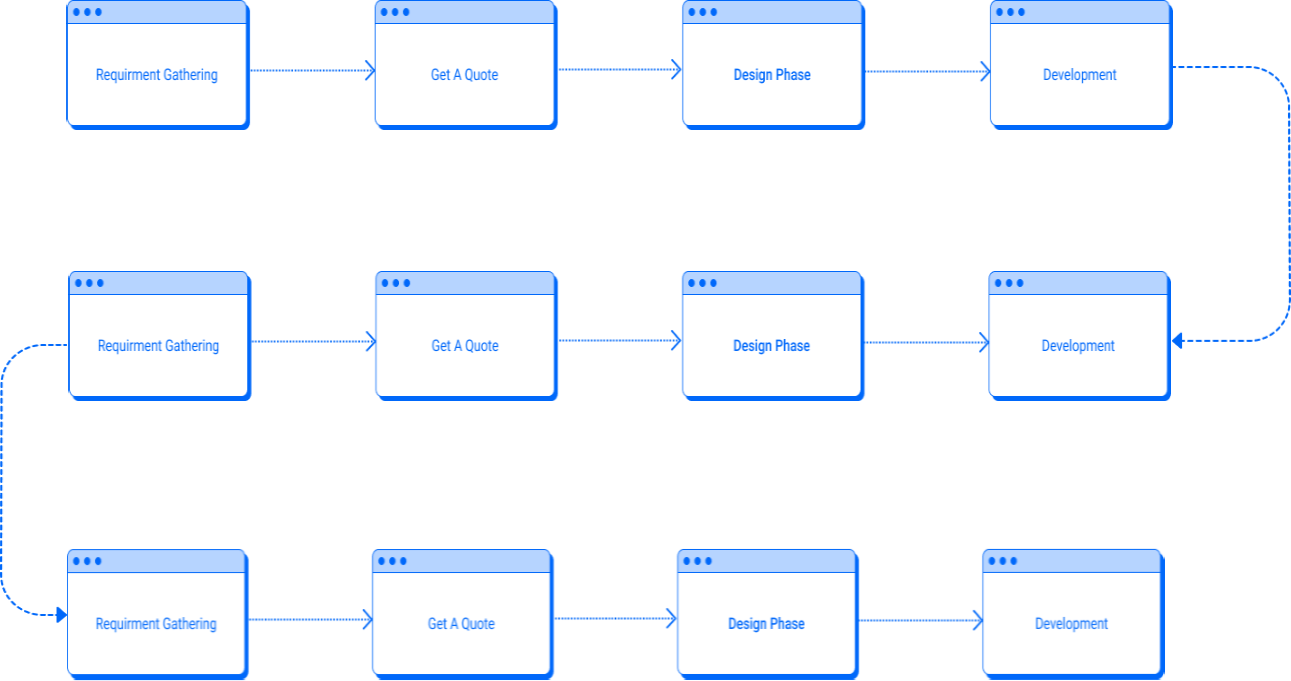 Requirment Gathering
Get A Quote
Design Phase
Development
Requirment Gathering
Get A Quote
Design Phase
Development
Requirment Gathering
Get A Quote
Design Phase
Development